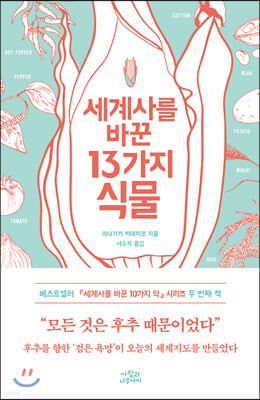 COTTON
HOT PEPPER
PEPPER
BEAN
세계사를
바꾼
13가지
식물
POTATO
WHEAT
이나가키 히데히로 지음
서수지 옮김
TOMATO
RICE
베스트셀러 『세계사를 바꾼 10가지 약』 시리즈 두 번째 책
“모든 것은 후추 때문이었다”
후추를 향한 ‘검은 욕망’이 오늘의 세계지도를 만들었다
사람과
나무사이